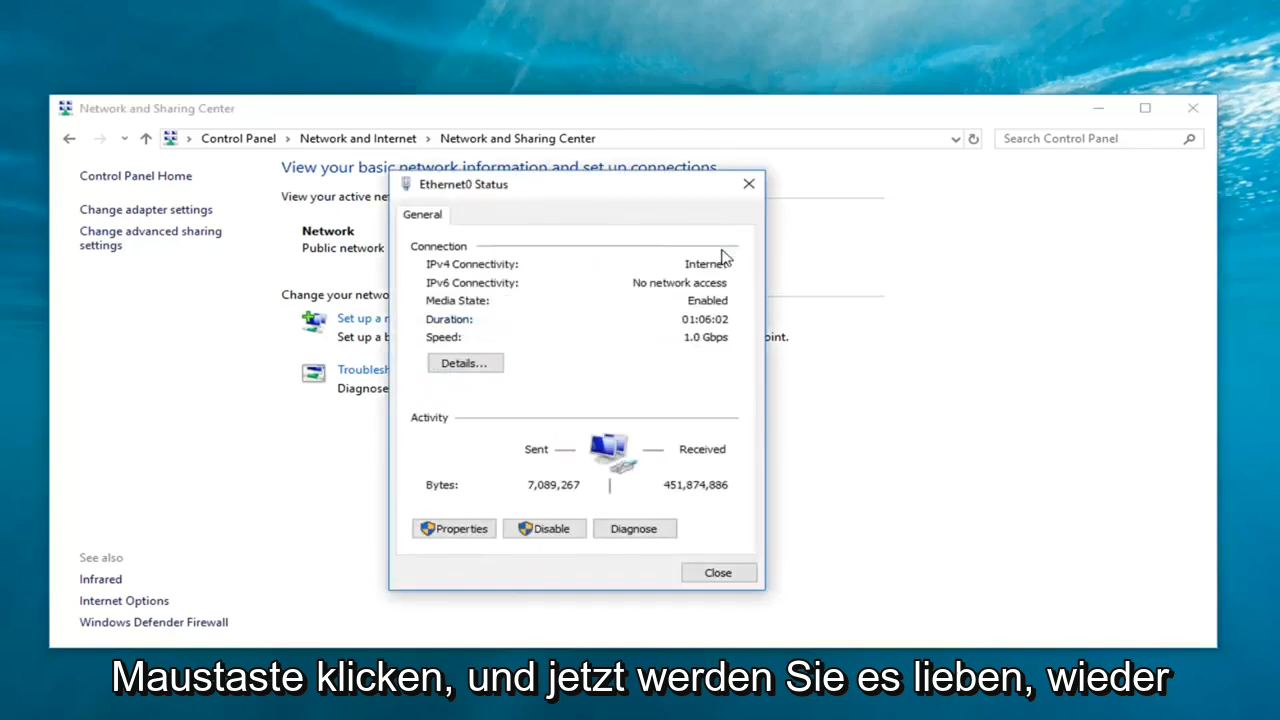 Network and Sharing Center
Control Panel > Network and Internet > Network and Sharing Center
Search Control Panel
Control Panel Home
Change adapter settings
Change advanced sharing
settings
See also
Infrared
Internet Options
Windows Defender Firewall
View your basic network information and set up connections
View your active
Network
Public network
Change your
Set up a
Set up a
Diagnose
Ethernet0 Status
General
Connection
IPv4 Connectivity: Internet
IPv6 Connectivity: No network access
Media State: Enabled
Duration: 01:06:02
Speed: 1.0 Gbps
Details...
Activity
Sent Received
Bytes: 7,089,267 451,874,886
Properties Disable Diagnose
Close
Maustaste klicken, und jetzt werden Sie es lieben, wieder